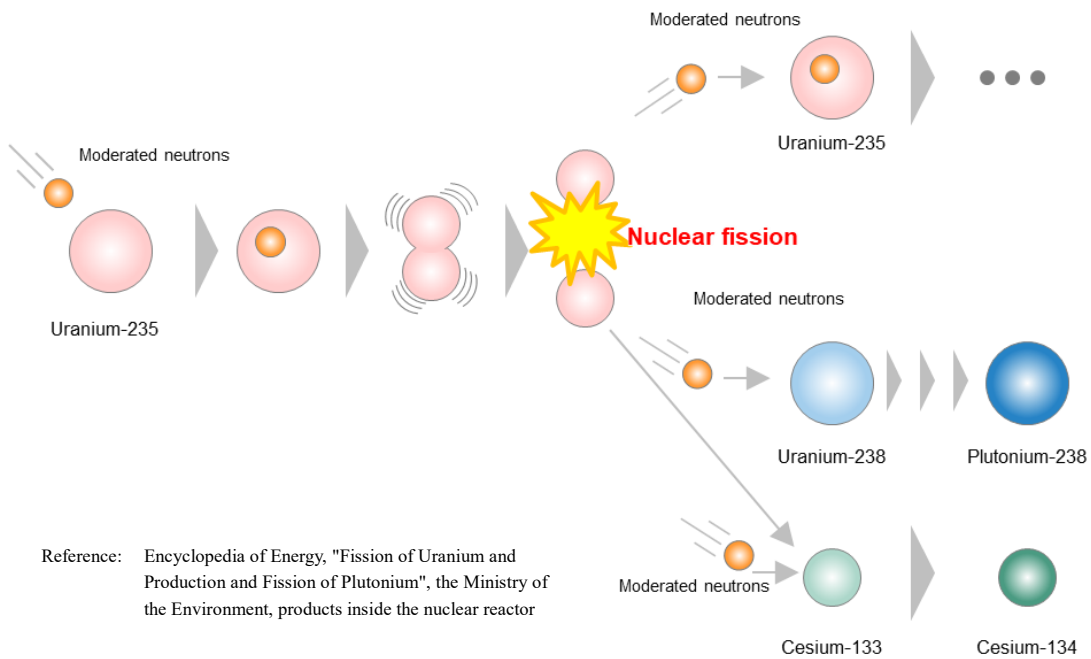 Moderated neutrons
Uranium-235
Moderated neutrons
Uranium-235
Nuclear fission
Moderated neutrons
Uranium-238
Plutonium-238
Moderated neutrons
Cesium-133
Cesium-134
Reference: Encyclopedia of Energy, "Fission of Uranium and
Production and Fission of Plutonium", the Ministry of
the Environment, products inside the nuclear reactor